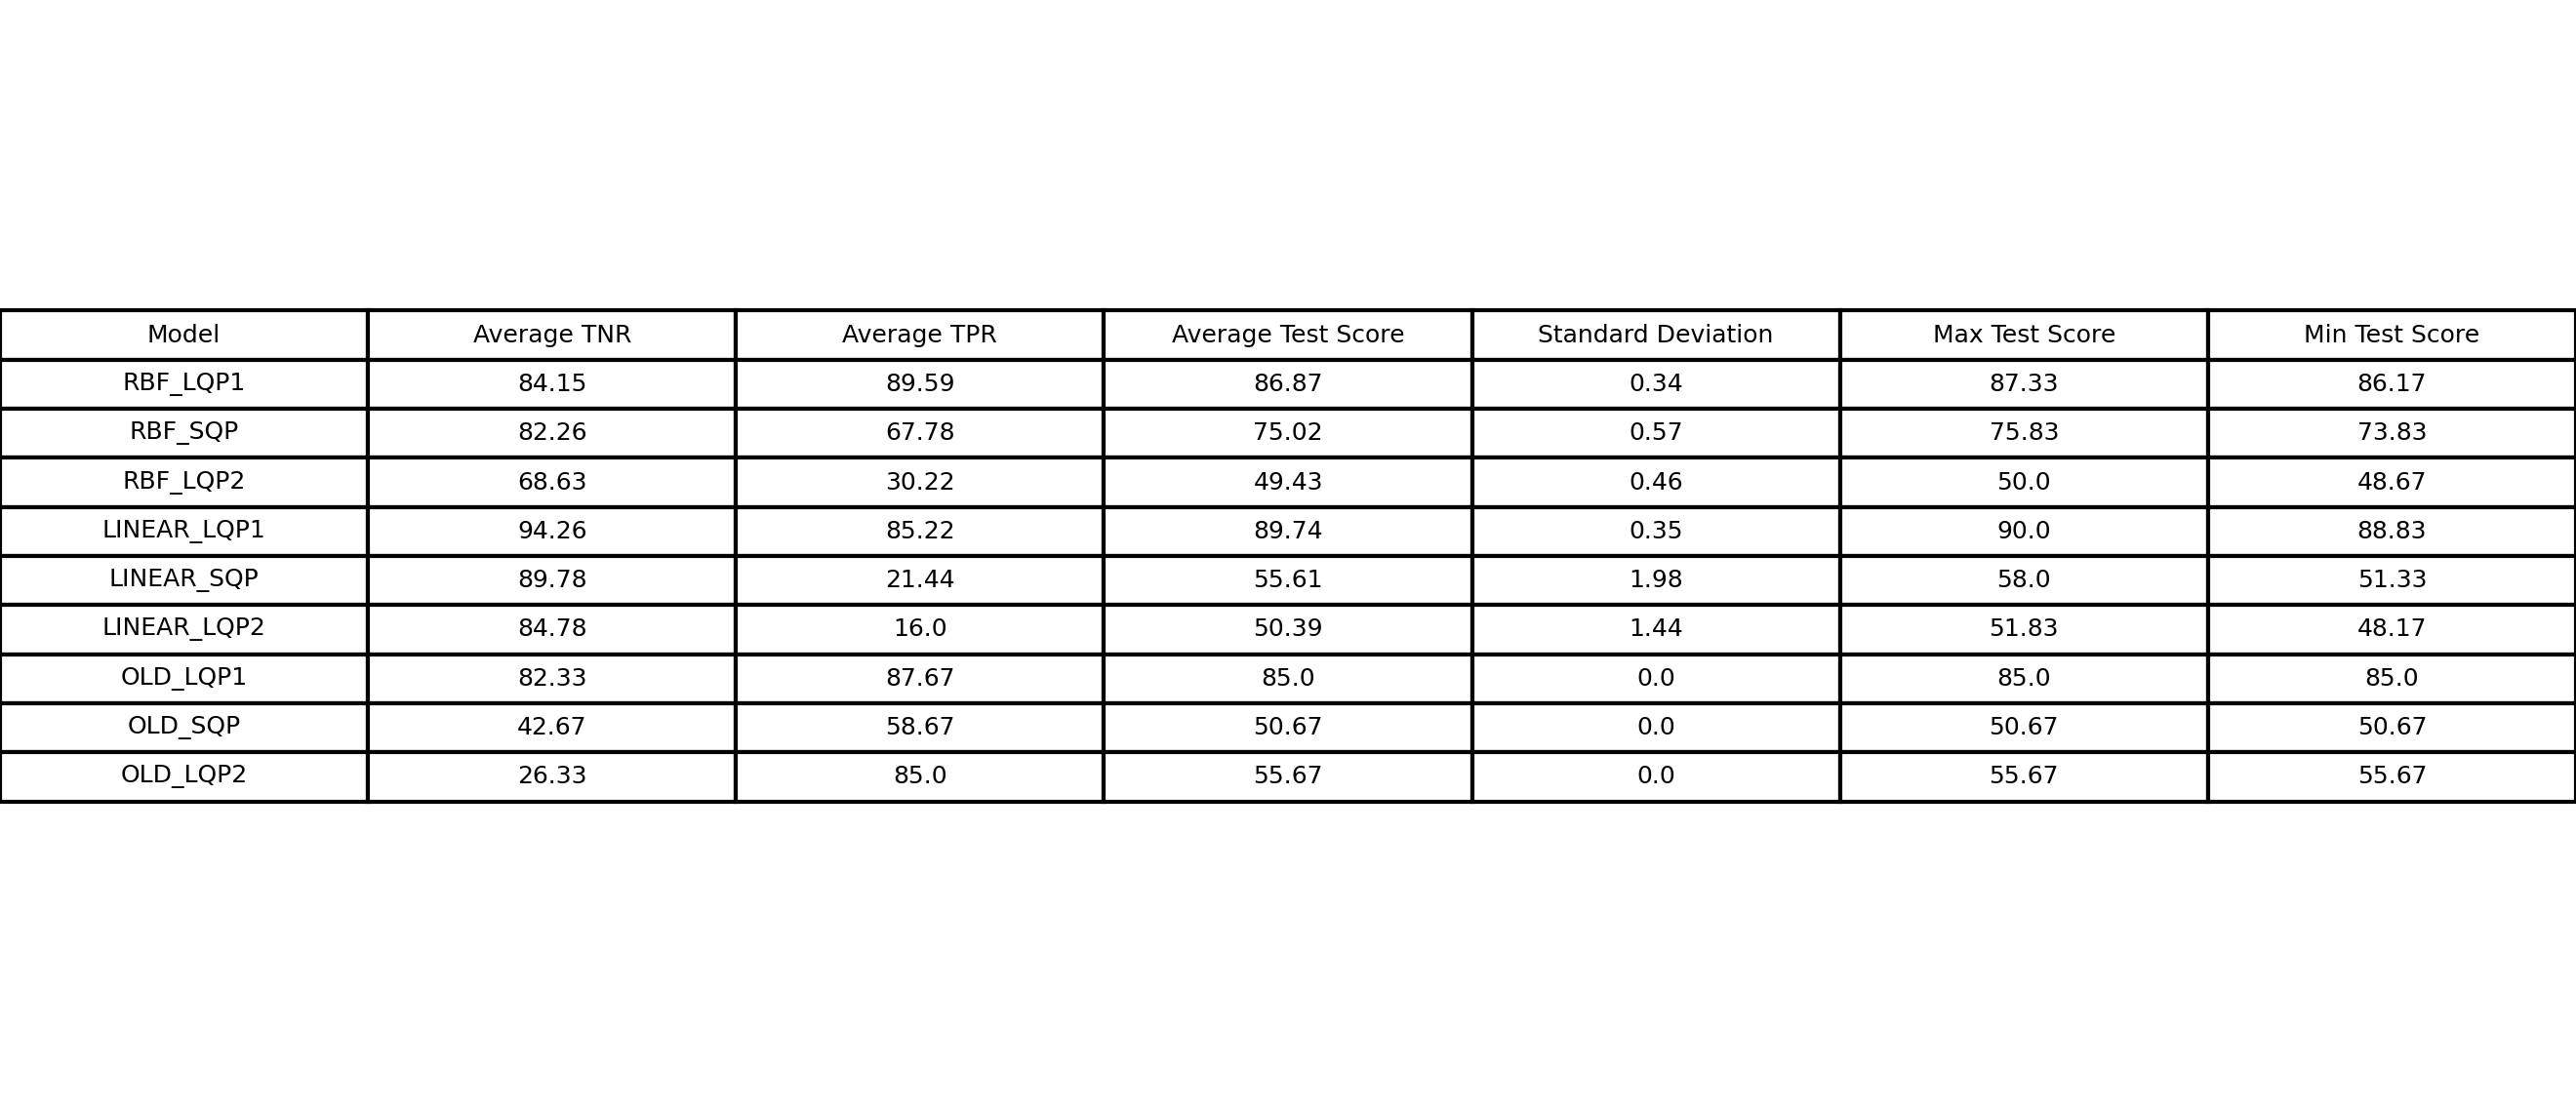 Model Average TNR Average TPR Average Test Score Standard Deviation Max Test Score Min Test Score
RBF_LQP1 84.15 89.59 86.87 0.34 87.33 86.17
RBF_SQP 82.26 67.78 75.02 0.57 75.83 73.83
RBF_LQP2 68.63 30.22 49.43 0.46 50.0 48.67
LINEAR_LQP1 94.26 85.22 89.74 0.35 90.0 88.83
LINEAR_SQP 89.78 21.44 55.61 1.98 58.0 51.33
LINEAR_LQP2 84.78 16.0 50.39 1.44 51.83 48.17
OLD_LQP1 82.33 87.67 85.0 0.0 85.0 85.0
OLD_SQP 42.67 58.67 50.67 0.0 50.67 50.67
OLD_LQP2 26.33 85.0 55.67 0.0 55.67 55.67